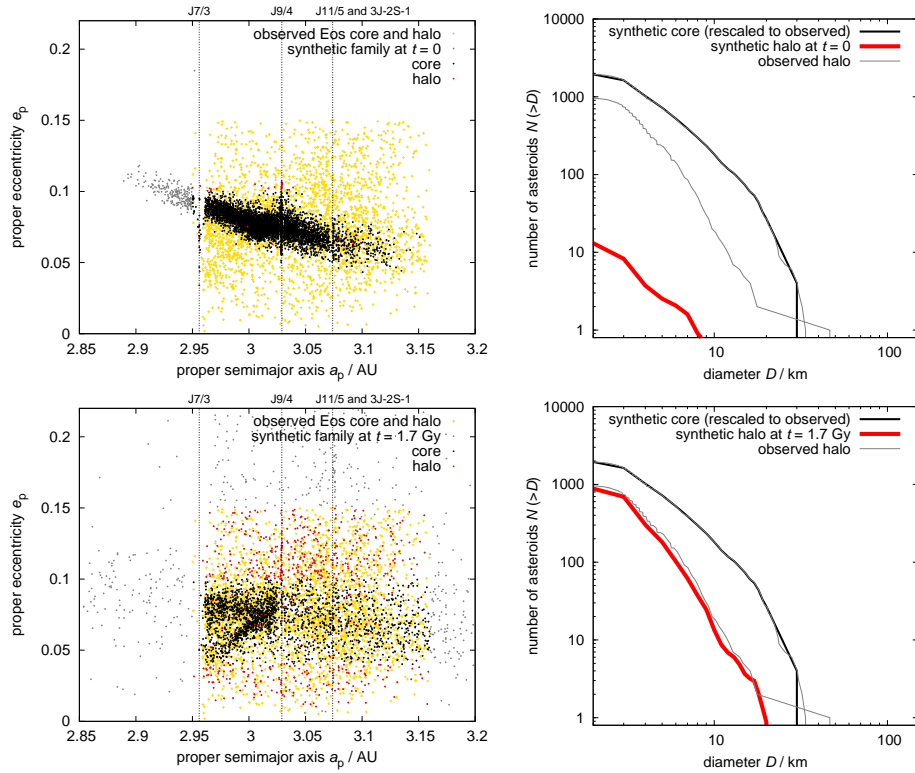 J7/3 J9/4 J11/5 and 3J-2S-1
observed Eos core and halo
synthetic family at t = 0
core
halo
proper eccentricity e_p
0.2
0.15
0.1
0.05
0
2.85 2.9 2.95 3 3.05 3.1 3.15 3.2
proper semimajor axis a_p / AU
synthetic core (rescaled to observed)
synthetic halo at t = 0
observed halo
number of asteroids N (>D)
10000
1000
100
10
1
10 100
diameter D / km
J7/3 J9/4 J11/5 and 3J-2S-1
observed Eos core and halo
synthetic family at t = 1.7 Gy
core
halo
proper eccentricity e_p
0.2
0.15
0.1
0.05
0
2.85 2.9 2.95 3 3.05 3.1 3.15 3.2
proper semimajor axis a_p / AU
synthetic core (rescaled to observed)
synthetic halo at t = 1.7 Gy
observed halo
number of asteroids N (>D)
10000
1000
100
10
1
10 100
diameter D / km